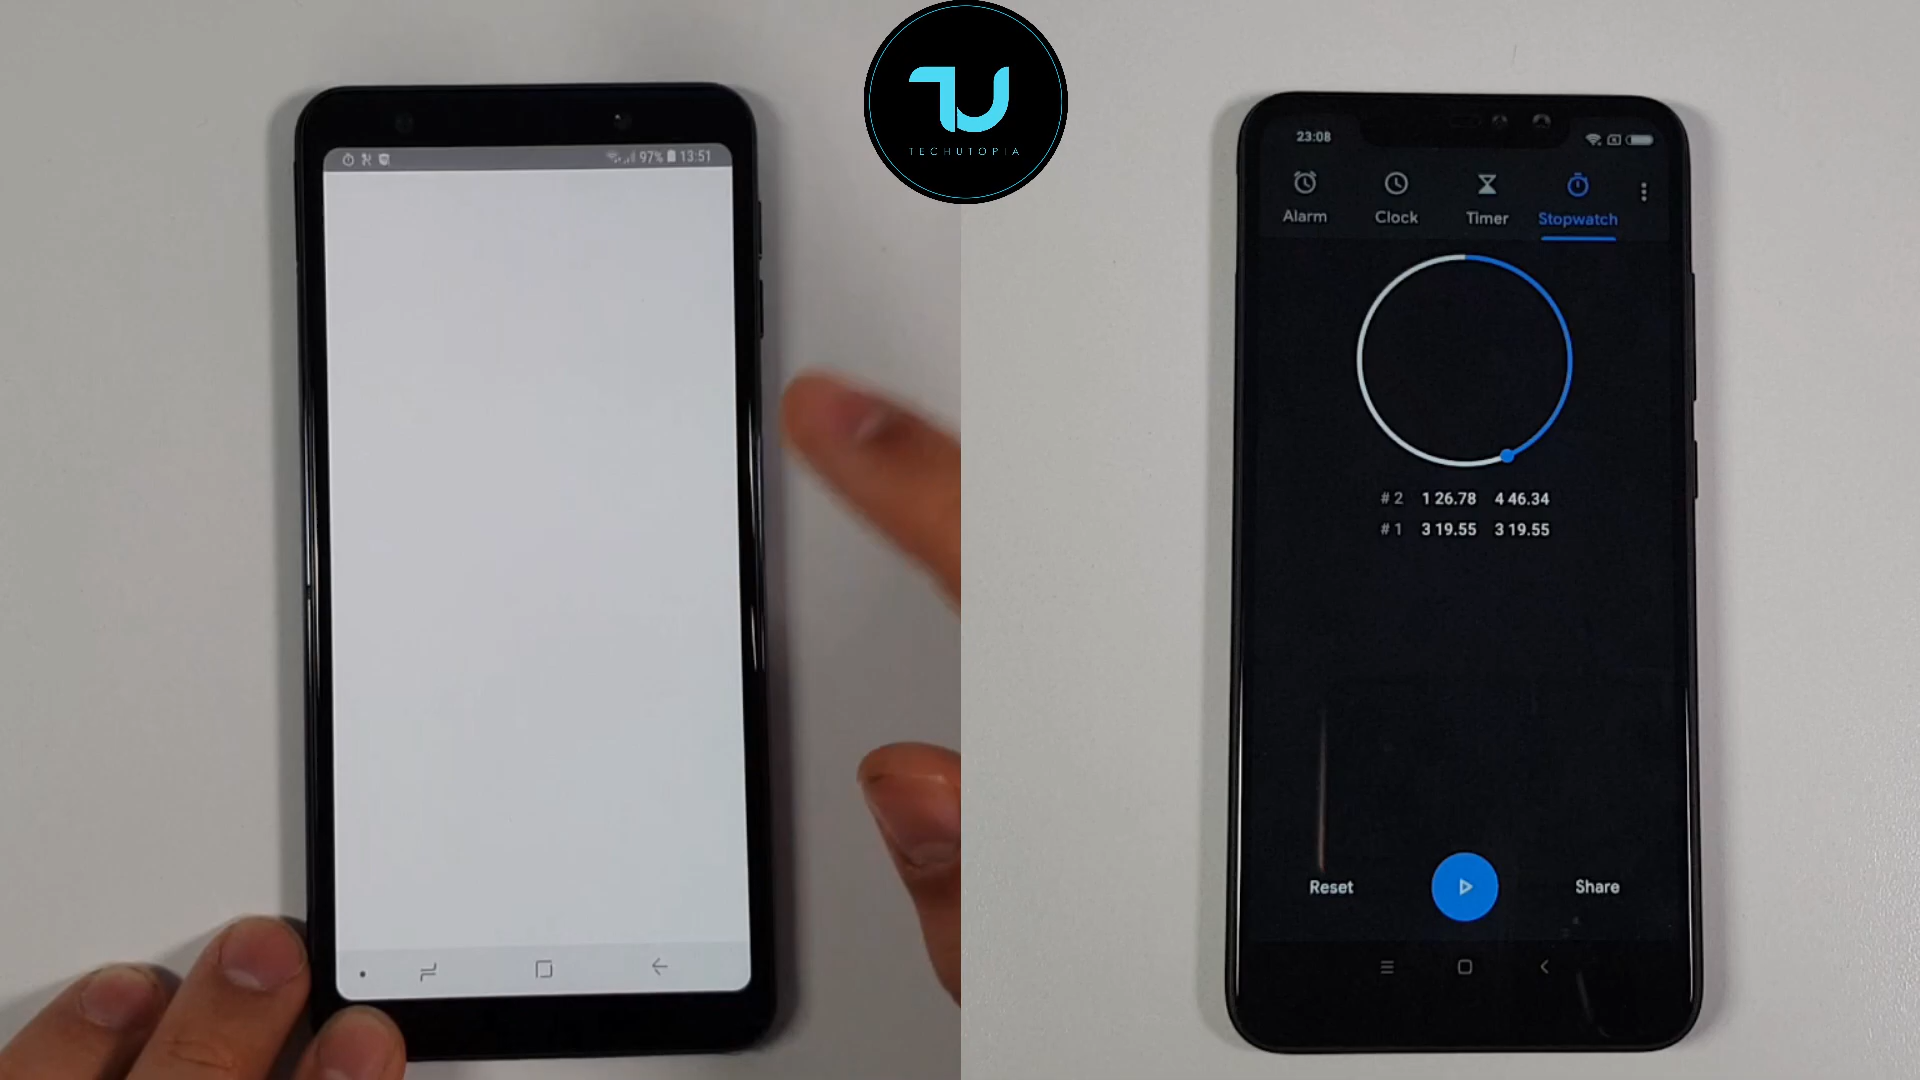 TECHUTOPIA
97% 13:51
23:08
Alarm Clock Timer Stopwatch
# 2 1 26.78 4 46.34
# 1 3 19.55 3 19.55
Reset Share